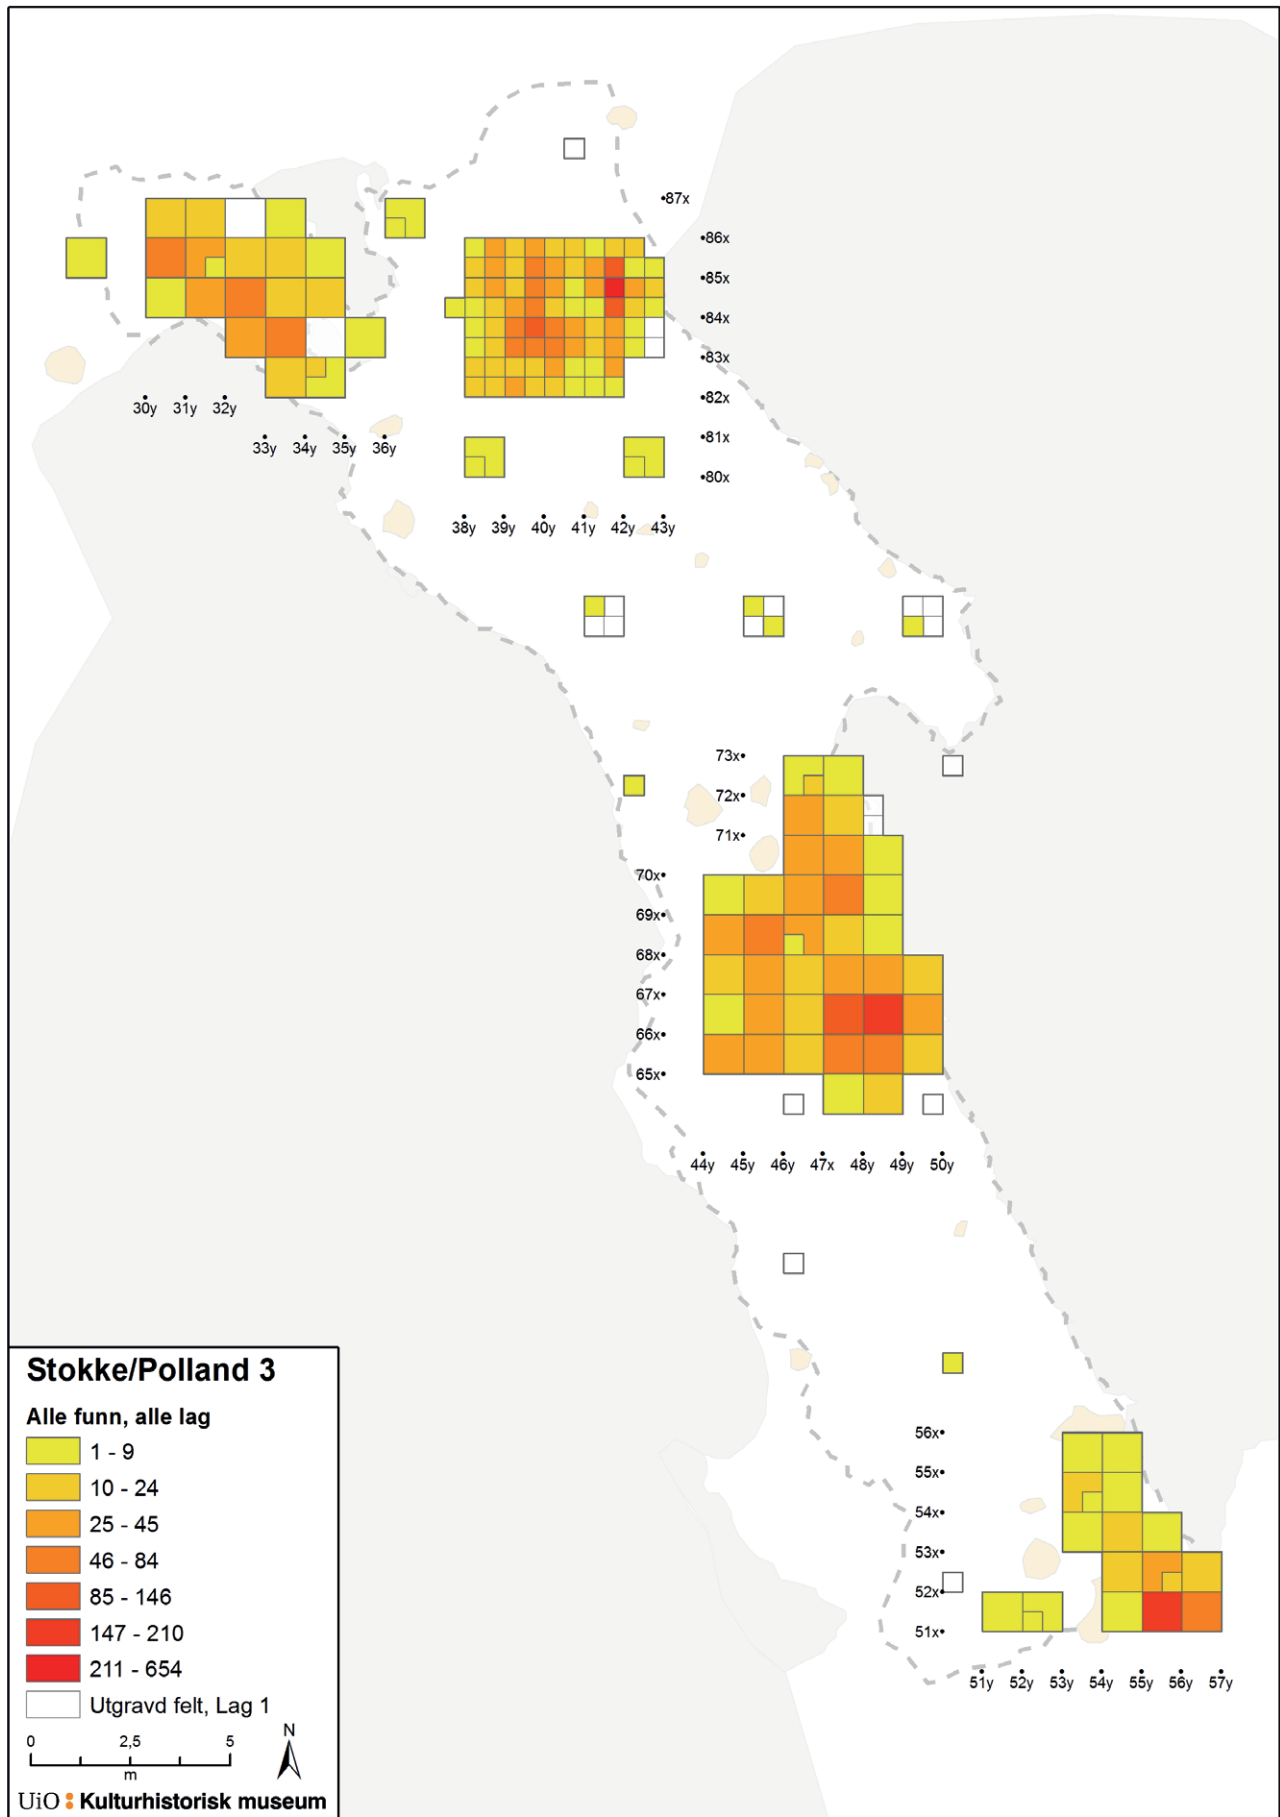 •87x
•86x
•85x
•84x
•83x
•82x
30y 31y 32y
•81x
33y 34y 35y 36y
•80x
38y 39y 40y 41y 42y 43y
73x•
72x•
71x•
70x•
69x•
68x•
67x•
66x•
65x•
44y 45y 46y 47x 48y 49y 50y
56x•
55x•
54x•
53x•
52x•
51x•
51y 52y 53y 54y 55y 56y 57y
Stokke/Polland 3
Alle funn, alle lag
1 - 9
10 - 24
25 - 45
46 - 84
85 - 146
147 - 210
211 - 654
Utgravd felt, Lag 1
0 2,5 5
m
N
UiO : Kulturhistorisk museum